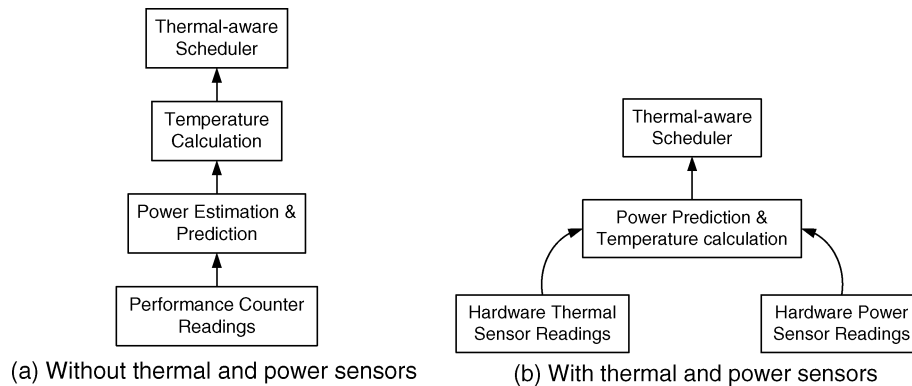 Thermal-aware
Scheduler
Temperature
Calculation
Power Estimation &
Prediction
Performance Counter
Readings
(a) Without thermal and power sensors
Thermal-aware
Scheduler
Power Prediction &
Temperature calculation
Hardware Thermal
Sensor Readings
Hardware Power
Sensor Readings
(b) With thermal and power sensors